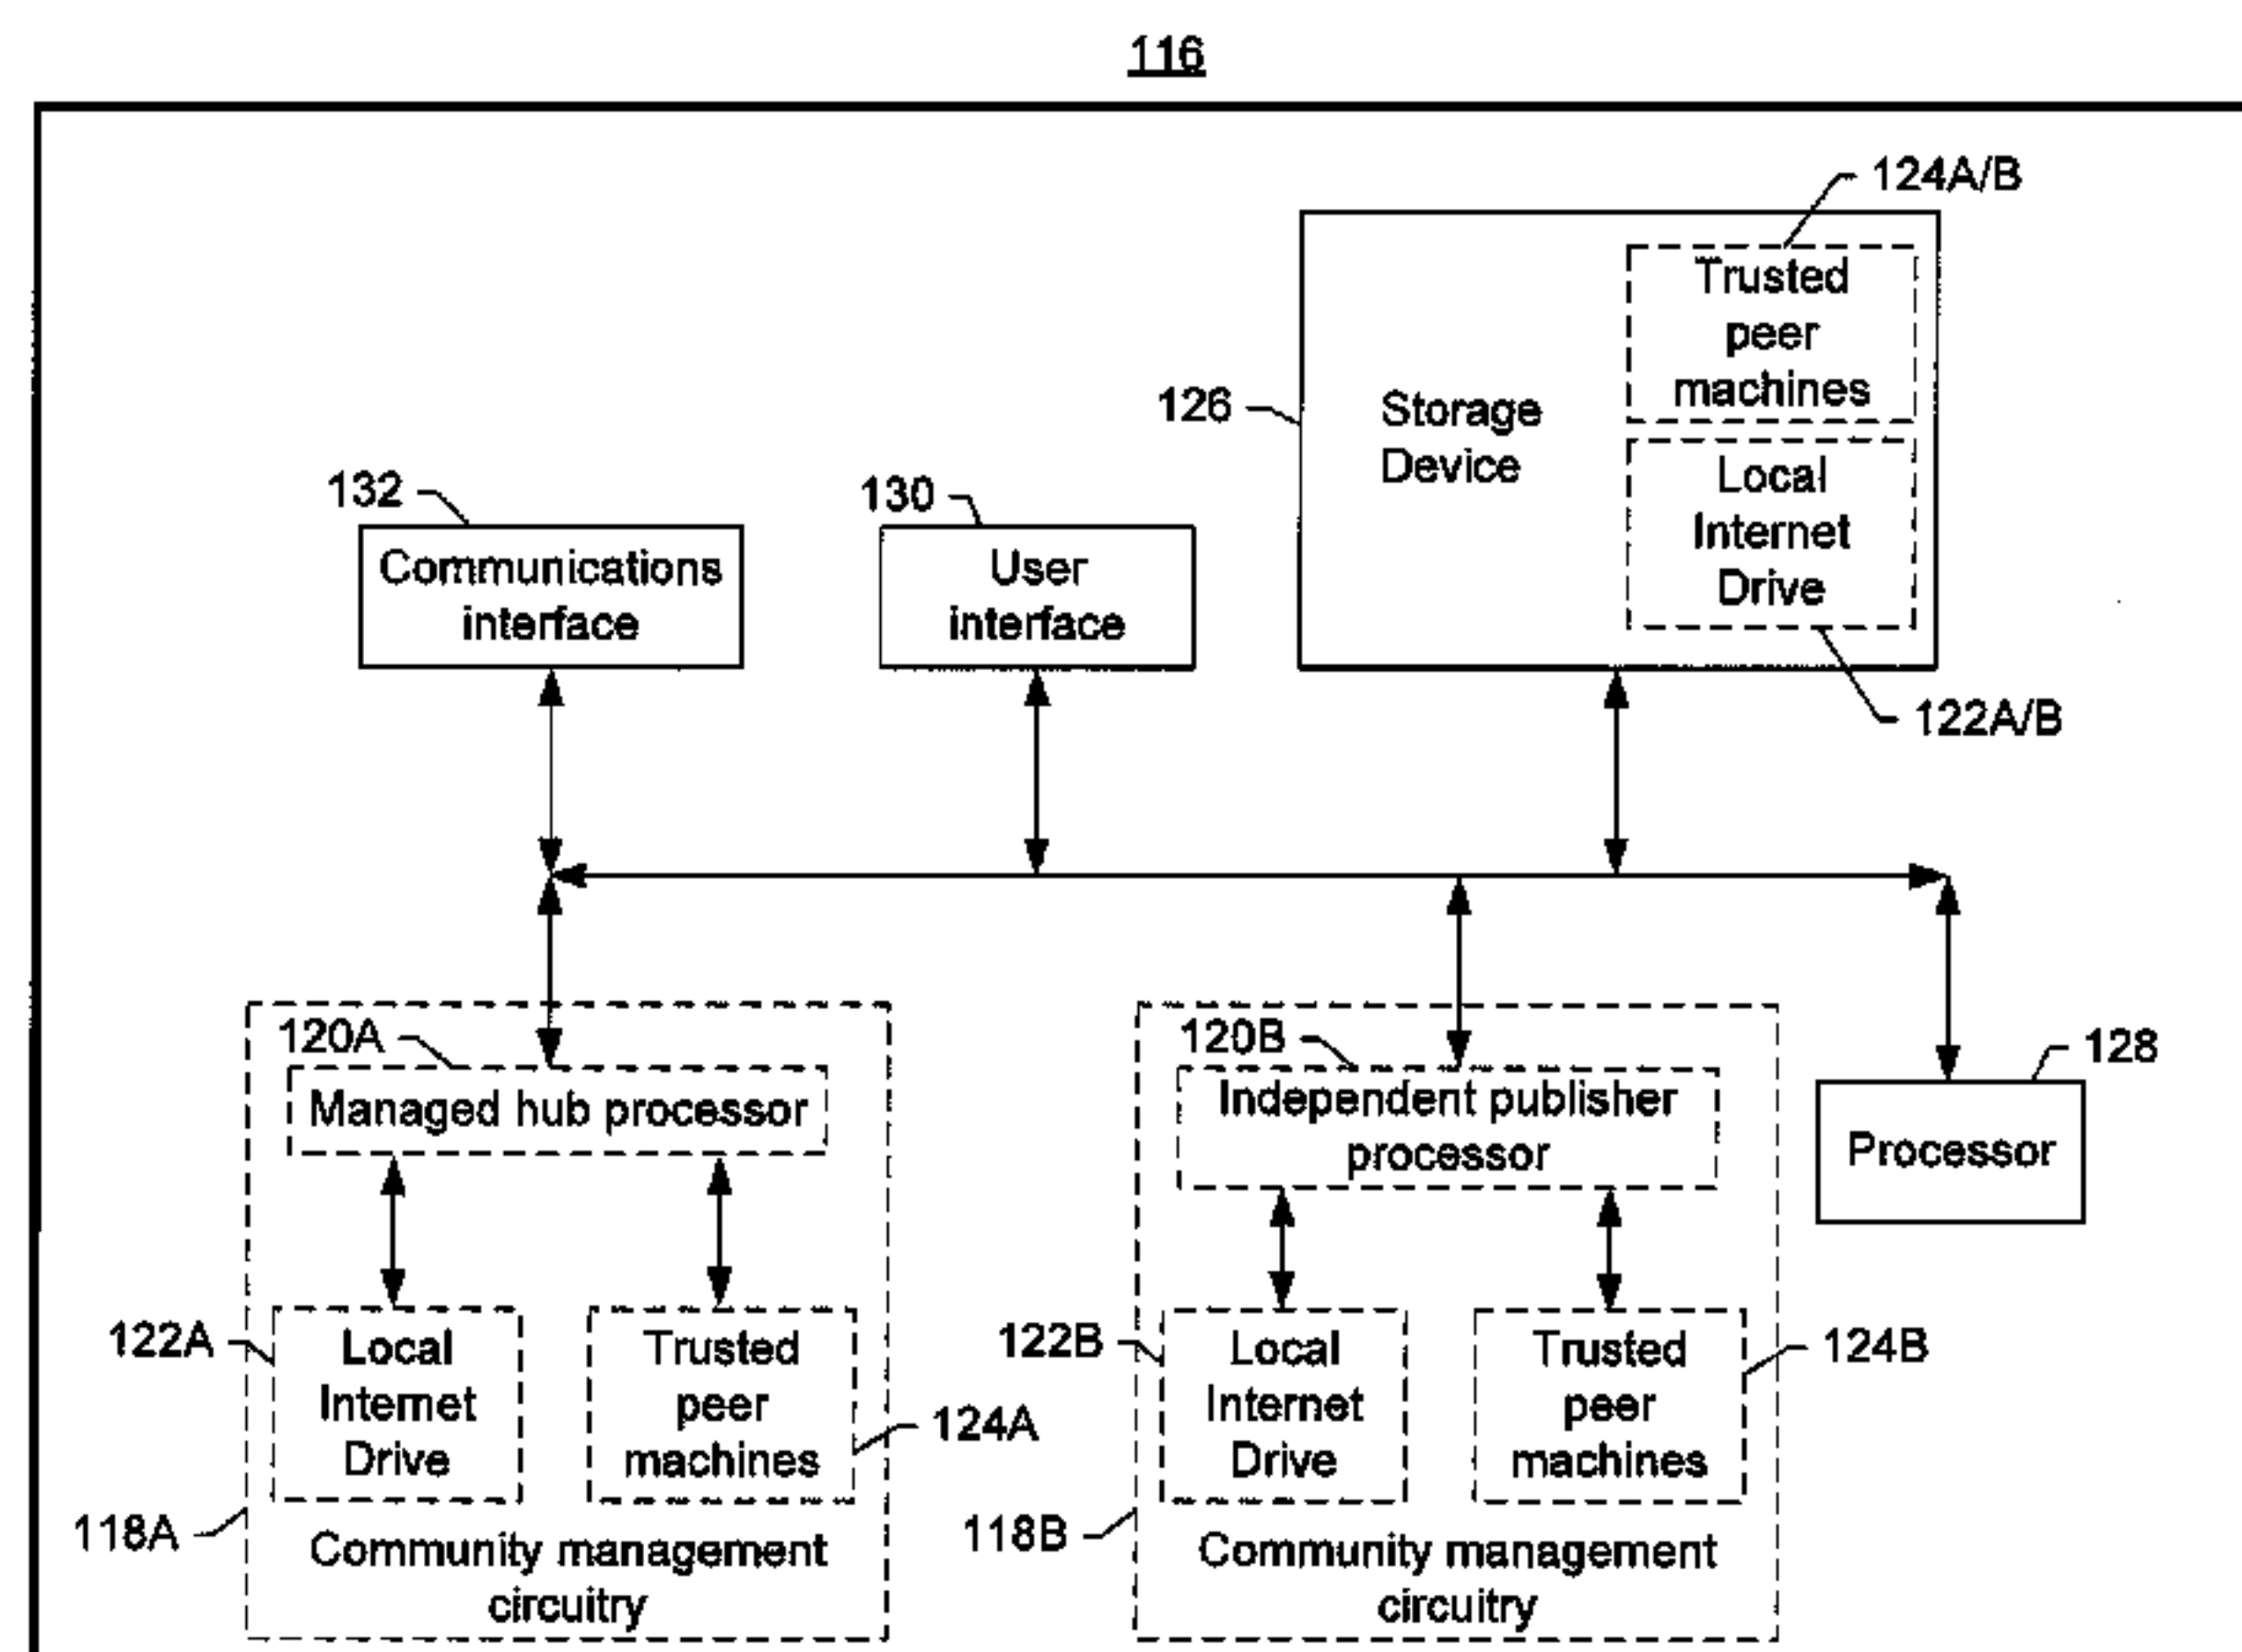 116
124A/B
Trusted
peer
machines
126
Storage
Device
Local
Internet
Drive
132
130
Communications
interface
User
interface
122A/B
120A
Managed hub processor
120B
Independent publisher
processor
128
Processor
122A
Local
Internet
Drive
Trusted
peer
machines
124A
122B
Local
Internet
Drive
Trusted
peer
machines
124B
118A
Community management
circuitry
118B
Community management
circuitry